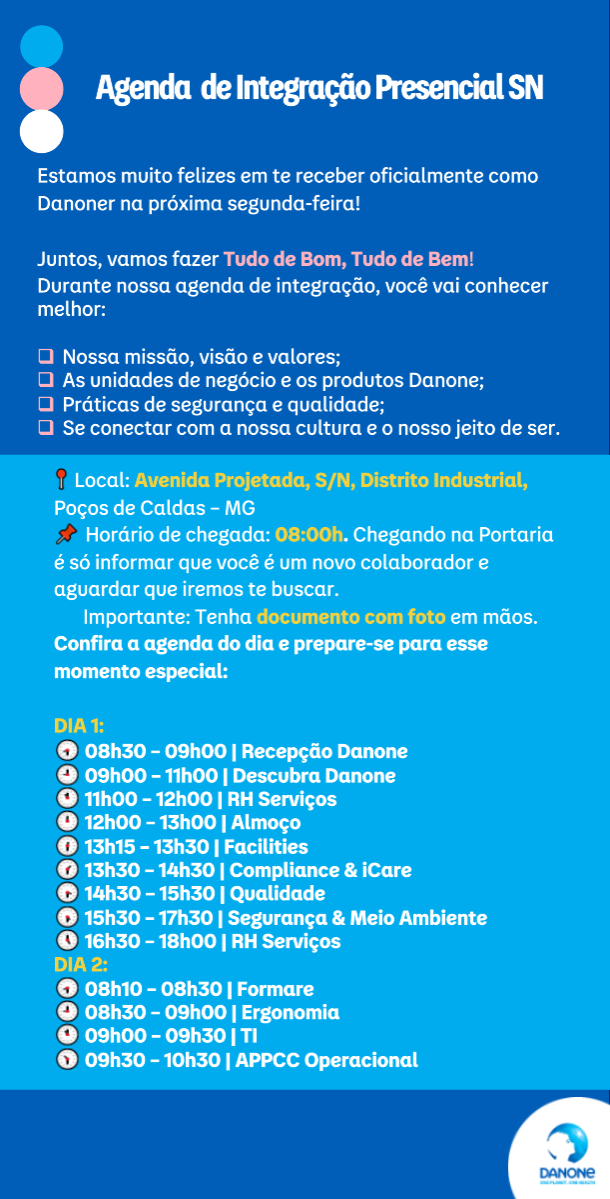 Agenda de Integração Presencial SN
Estamos muito felizes em te receber oficialmente como
Danoner na próxima segunda-feira!
Juntos, vamos fazer Tudo de Bom, Tudo de Bem!
Durante nossa agenda de integração, você vai conhecer
melhor:
❑ Nossa missão, visão e valores;
❑ As unidades de negócio e os produtos Danone;
❑ Práticas de segurança e qualidade;
❑ Se conectar com a nossa cultura e o nosso jeito de ser.
📍 Local: Avenida Projetada, S/N, Distrito Industrial,
Poços de Caldas – MG
📌 Horário de chegada: 08:00h. Chegando na Portaria
é só informar que você é um novo colaborador e
aguardar que iremos te buscar.
Importante: Tenha documento com foto em mãos.
Confira a agenda do dia e prepare-se para esse
momento especial:
DIA 1:
08h30 – 09h00 | Recepção Danone
09h00 – 11h00 | Descubra Danone
11h00 – 12h00 | RH Serviços
12h00 – 13h00 | Almoço
13h15 – 13h30 | Facilities
13h30 – 14h30 | Compliance & iCare
14h30 – 15h30 | Qualidade
15h30 – 17h30 | Segurança & Meio Ambiente
16h30 – 18h00 | RH Serviços
DIA 2:
08h10 – 08h30 | Formare
08h30 – 09h00 | Ergonomia
09h00 – 09h30 | TI
09h30 – 10h30 | APPCC Operacional
DANONE
ONE PLANET. ONE HEALTH